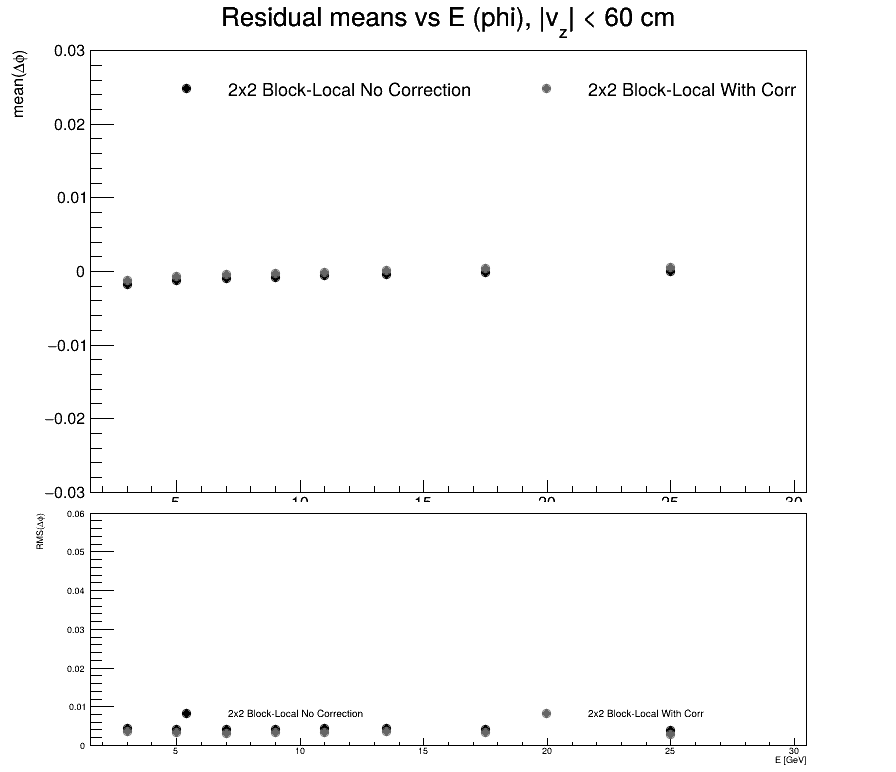 Residual means vs E (phi), |v_z| < 60 cm
mean(Δϕ)
0.03
2x2 Block-Local No Correction 2x2 Block-Local With Corr
0.02
0.01
0
−0.01
−0.02
−0.03
5 10 15 20 25 30
RMS(Δϕ)
0.06
0.05
0.04
0.03
0.02
0.01
2x2 Block-Local No Correction 2x2 Block-Local With Corr
0
5 10 15 20 25 30
E [GeV]